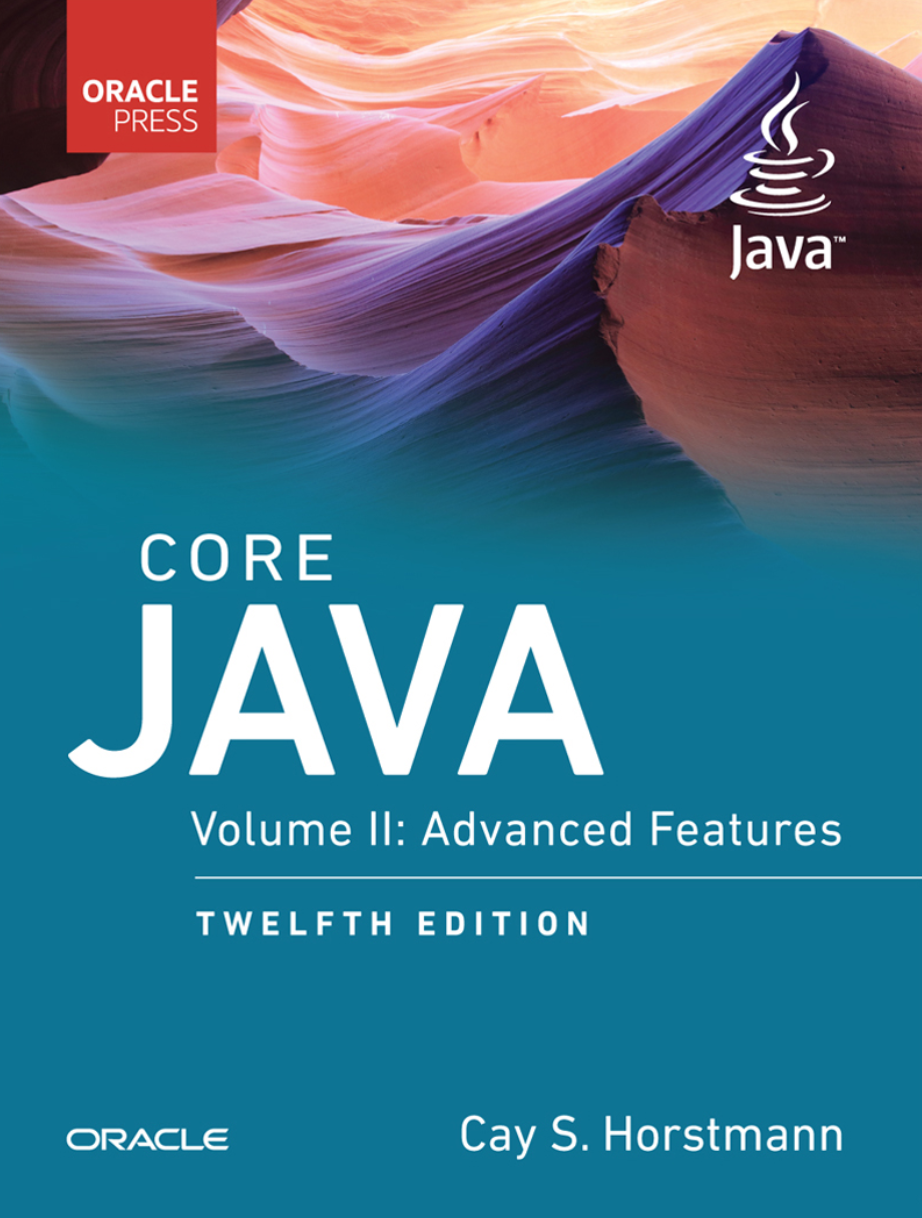 ORACLE
PRESS
Java™
CORE
JAVA
Volume II: Advanced Features
TWELFTH EDITION
ORACLE
Cay S. Horstmann